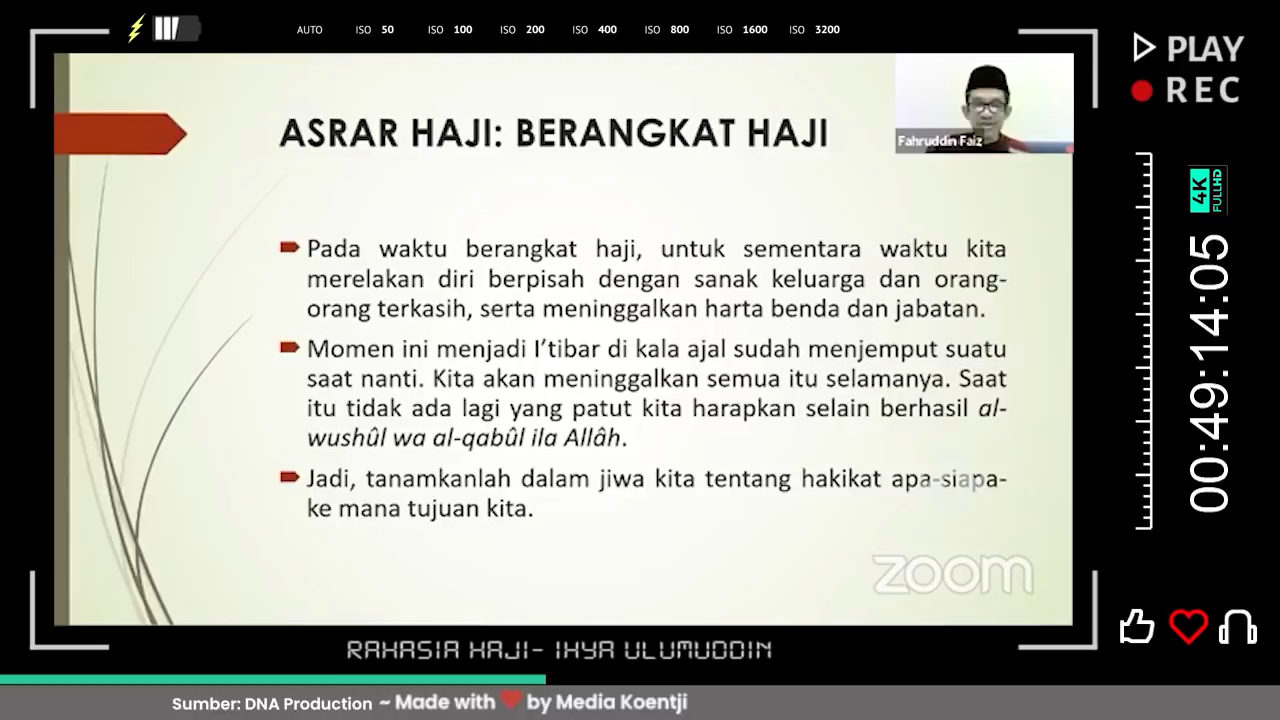 AUTO ISO 50 ISO 100 ISO 200 ISO 400 ISO 800 ISO 1600 ISO 3200
PLAY
REC
ASRAR HAJI: BERANGKAT HAJI
Fahruddin Faiz
4K
FULLHD
00:49:14:05
Pada waktu berangkat haji, untuk sementara waktu kita
merelakan diri berpisah dengan sanak keluarga dan orang-
orang terkasih, serta meninggalkan harta benda dan jabatan.
Momen ini menjadi I’tibar di kala ajal sudah menjemput suatu
saat nanti. Kita akan meninggalkan semua itu selamanya. Saat
itu tidak ada lagi yang patut kita harapkan selain berhasil al-
wushûl wa al-qabûl ila Allâh.
Jadi, tanamkanlah dalam jiwa kita tentang hakikat apa-siapa-
ke mana tujuan kita.
zoom
RAHASIA HAJI- IHYA ULUMUDDIN
Sumber: DNA Production ~ Made with ❤ by Media Koentji